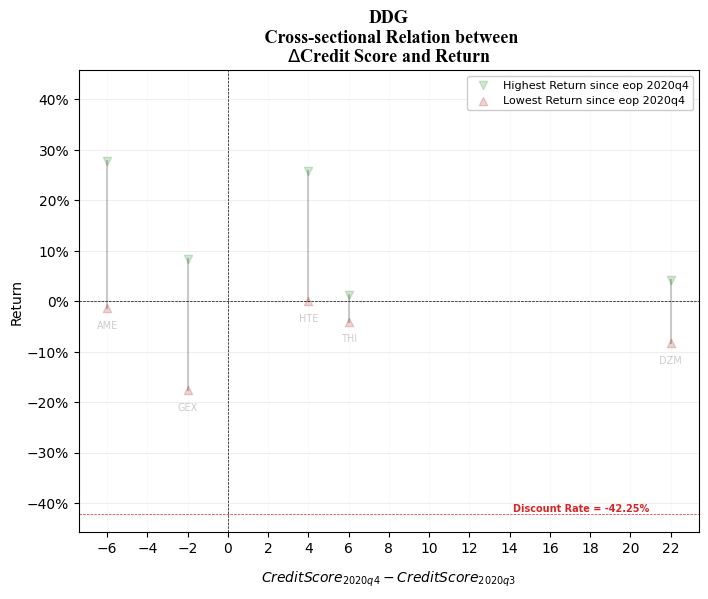 DDG
Cross-sectional Relation between
ΔCredit Score and Return
Highest Return since eop 2020q4
Lowest Return since eop 2020q4
40%
30%
20%
10%
0%
−10%
−20%
−30%
−40%
Return
AME
GEX
HTE
THI
DZM
Discount Rate = -42.25%
−6 −4 −2 0 2 4 6 8 10 12 14 16 18 20 22
CreditScore2020q4 − CreditScore2020q3